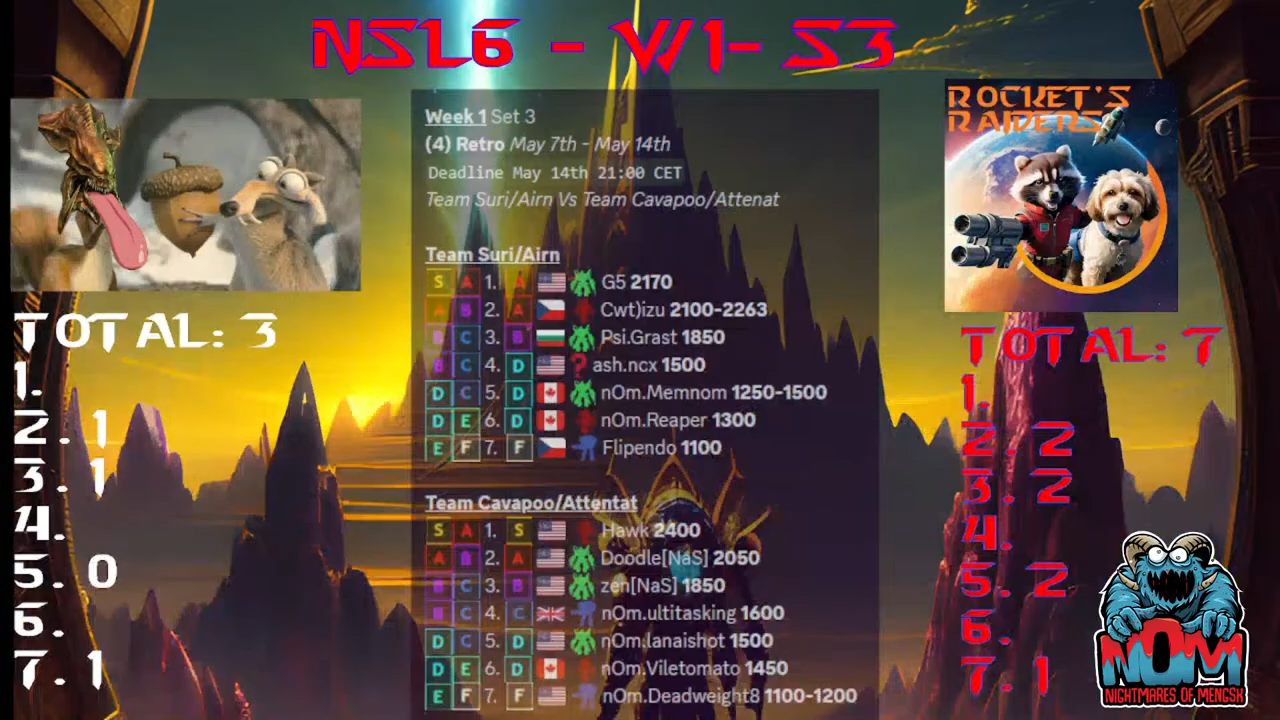 NSL6 - W1- S3
ROCKET'S
RAIDERS
Week 1 Set 3
(4) Retro May 7th - May 14th
Deadline May 14th 21:00 CET
Team Suri/Airn Vs Team Cavapoo/Attenat
Team Suri/Airn
S A 1. A G5 2170
A B 2. A Cwt)izu 2100-2263
B C 3. B Psi.Grast 1850
B C 4. D ? ash.ncx 1500
D C 5. D nOm.Memnom 1250-1500
D E 6. D nOm.Reaper 1300
E F 7. F Flipendo 1100
Team Cavapoo/Attentat
S A 1. S Hawk 2400
A B 2. A Doodle[NaS] 2050
B C 3. B zen[NaS] 1850
B C 4. C nOm.ultitasking 1600
D C 5. D nOm.lanaishot 1500
D E 6. D nOm.Viletomato 1450
E F 7. F nOm.Deadweight8 1100-1200
TOTAL: 3
1.
2. 1
3. 1
4.
5. 0
6.
7. 1
TOTAL: 7
1.
2. 2
3. 2
4.
5. 2
6.
7. 1
NOM
NIGHTMARES OF MENGSK